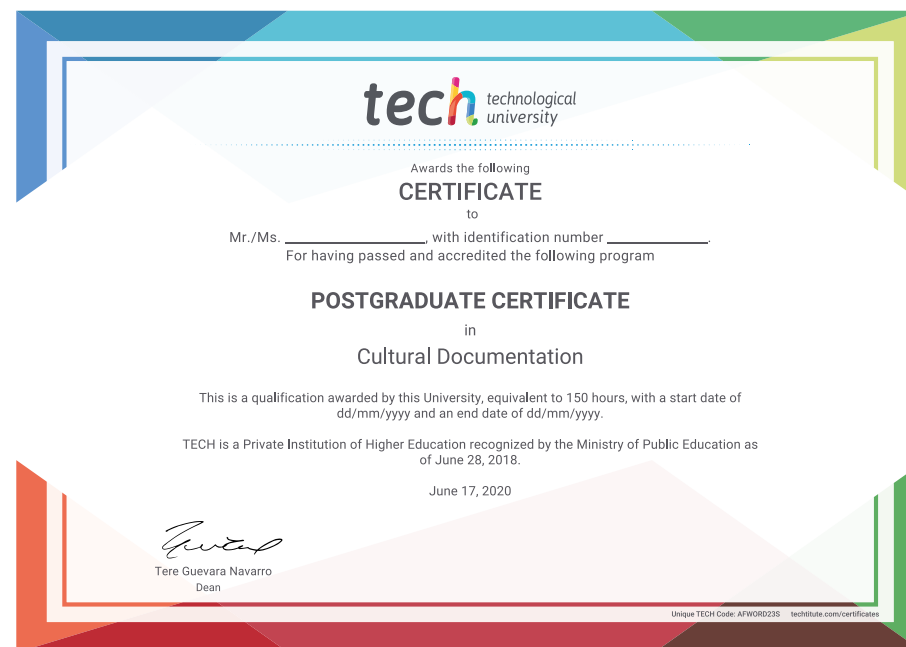 tech technological
university
Awards the following
CERTIFICATE
to
Mr./Ms. ____________________, with identification number ______________.
For having passed and accredited the following program
POSTGRADUATE CERTIFICATE
in
Cultural Documentation
This is a qualification awarded by this University, equivalent to 150 hours, with a start date of
dd/mm/yyyy and an end date of dd/mm/yyyy.
TECH is a Private Institution of Higher Education recognized by the Ministry of Public Education as
of June 28, 2018.
June 17, 2020
Tere Guevara Navarro
Dean
Unique TECH Code: AFWORD23S techtitute.com/certificates